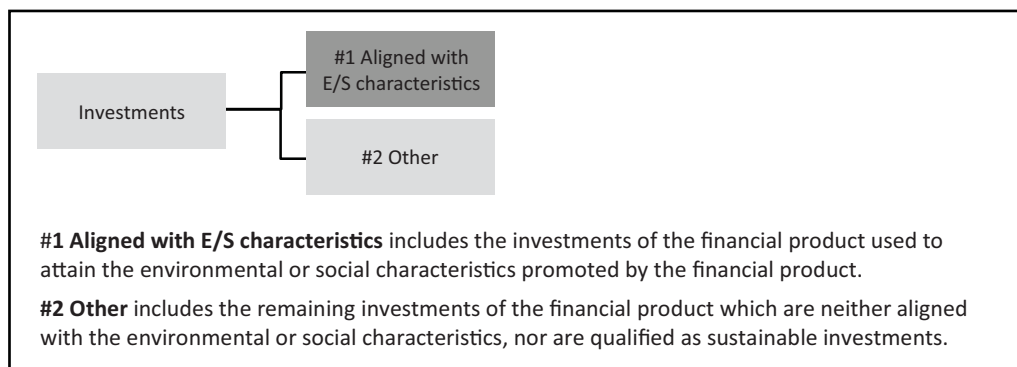 #1 Aligned with
E/S characteristics
Investments
#2 Other
#1 Aligned with E/S characteristics includes the investments of the financial product used to
attain the environmental or social characteristics promoted by the financial product.
#2 Other includes the remaining investments of the financial product which are neither aligned
with the environmental or social characteristics, nor are qualified as sustainable investments.